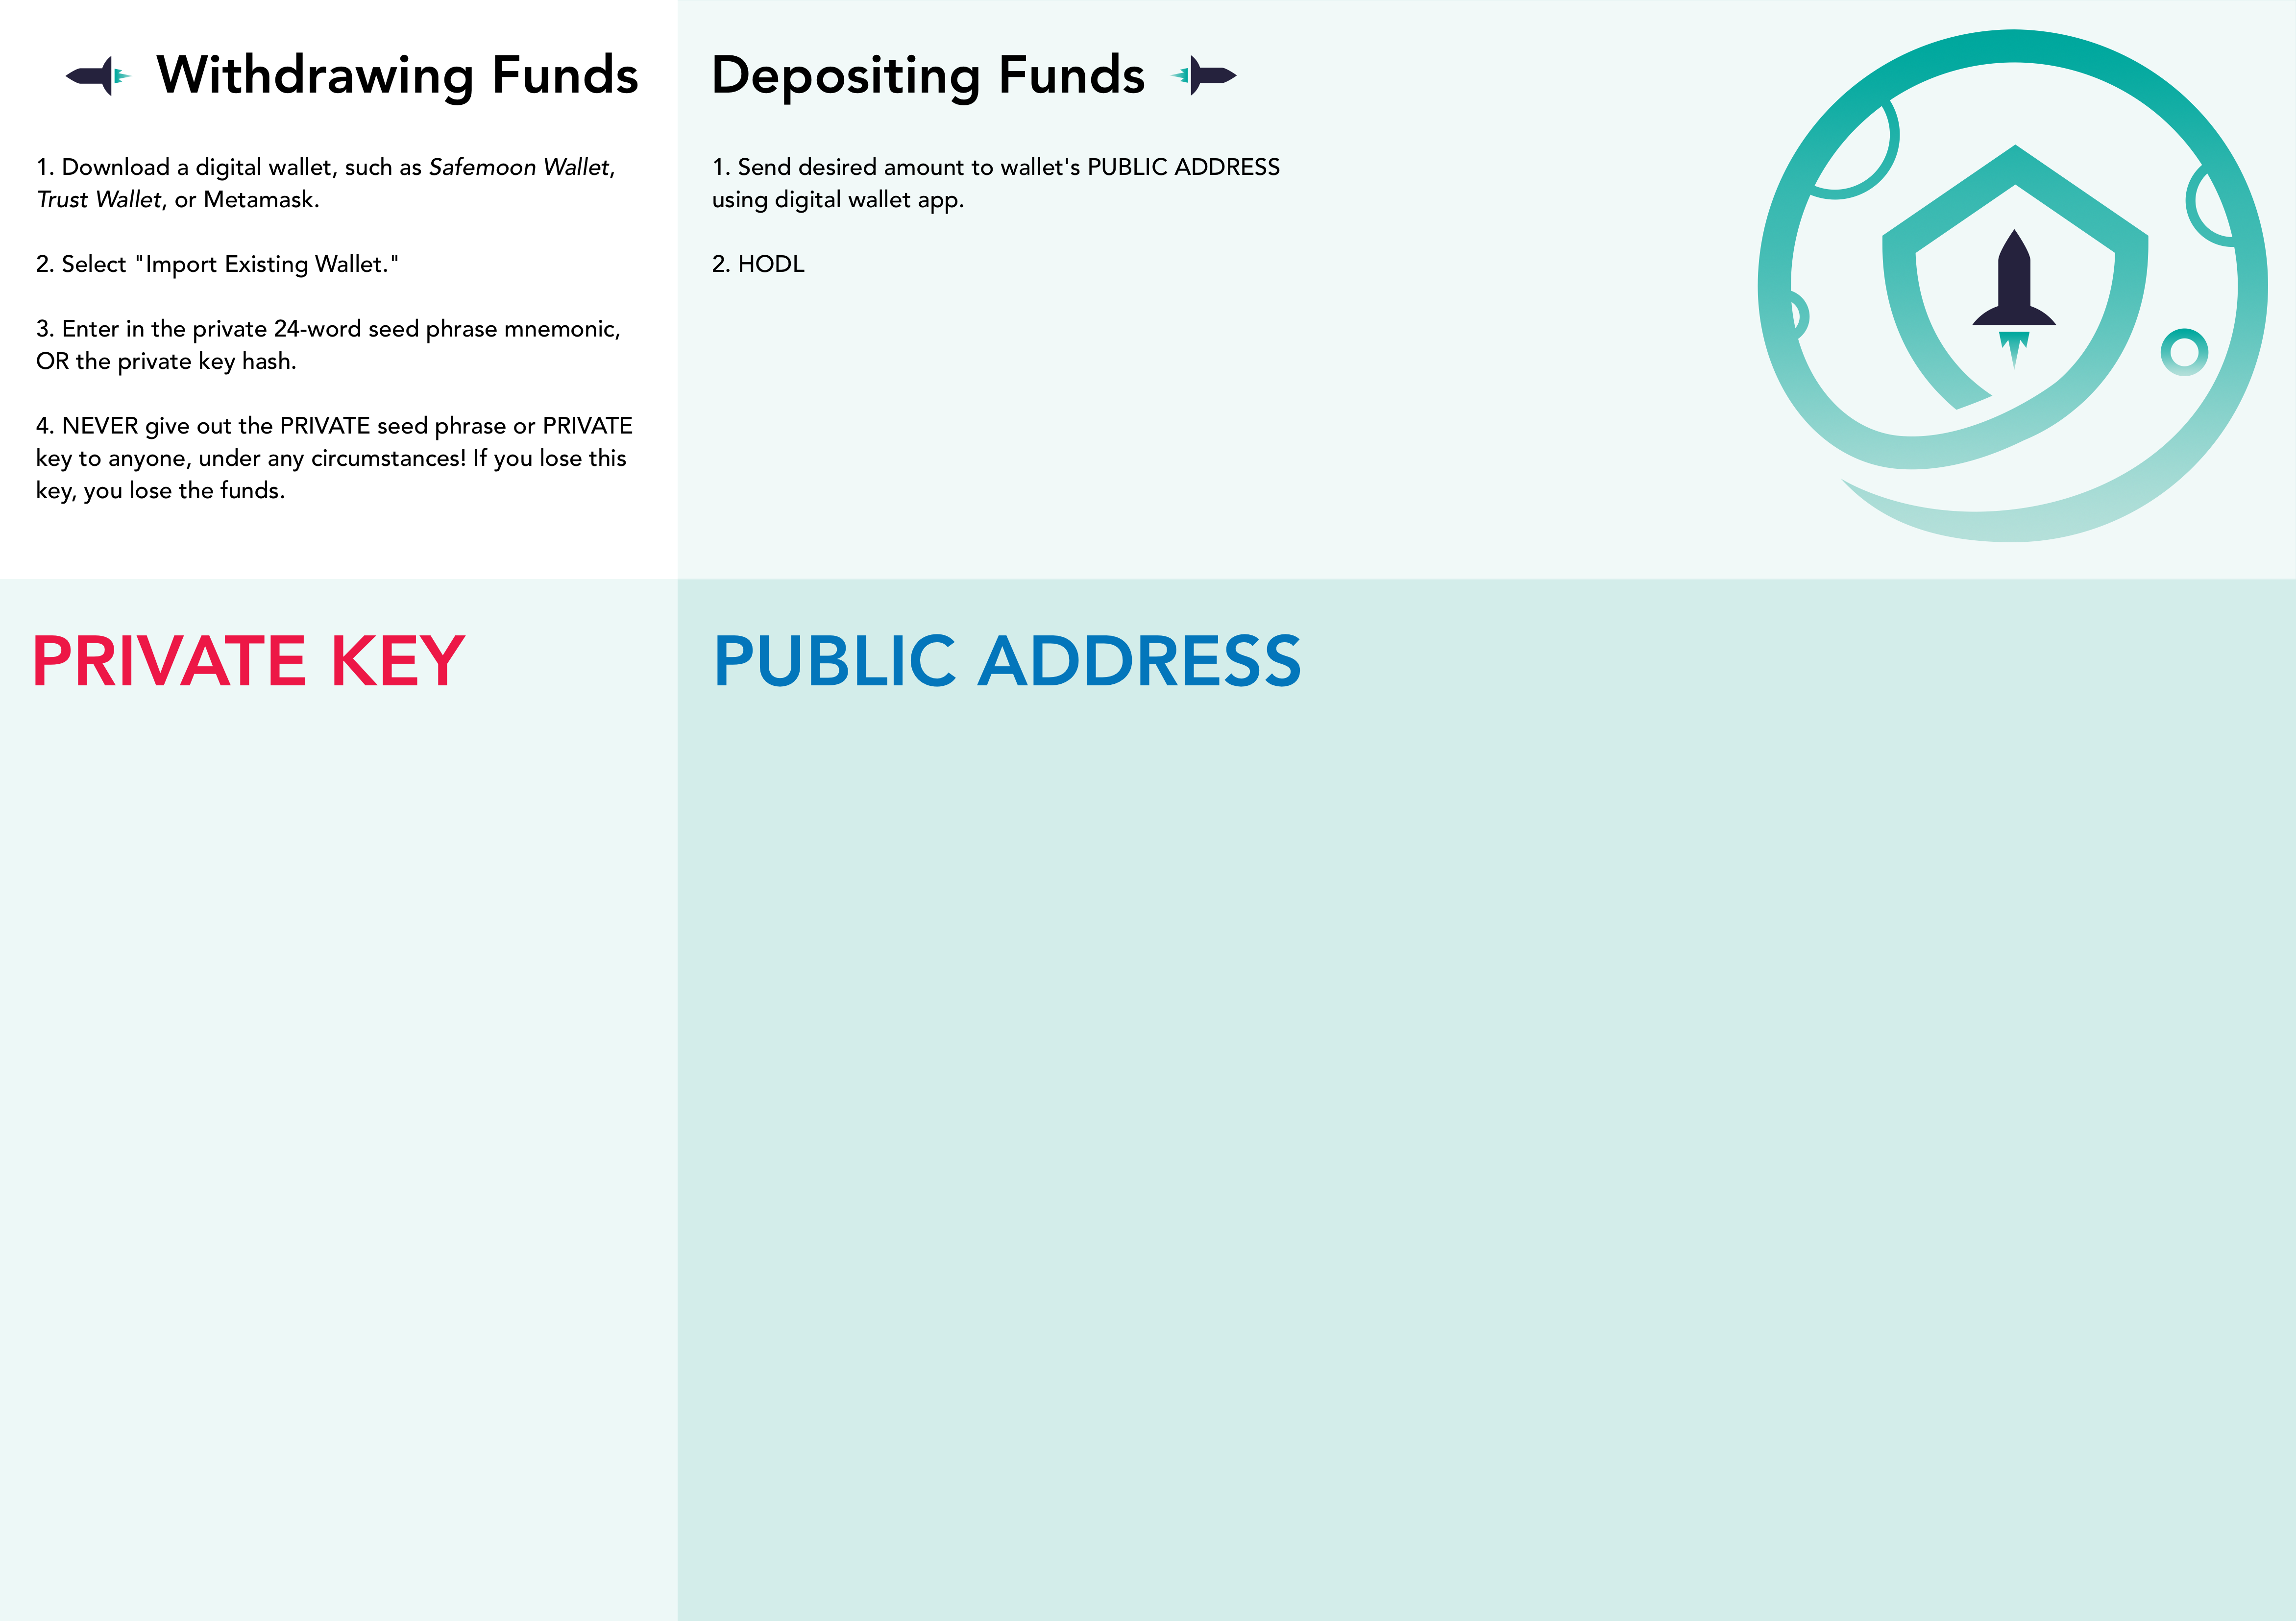 Withdrawing Funds
1. Download a digital wallet, such as Safemoon Wallet,
Trust Wallet, or Metamask.
2. Select "Import Existing Wallet."
3. Enter in the private 24-word seed phrase mnemonic,
OR the private key hash.
4. NEVER give out the PRIVATE seed phrase or PRIVATE
key to anyone, under any circumstances! If you lose this
key, you lose the funds.
Depositing Funds
1. Send desired amount to wallet's PUBLIC ADDRESS
using digital wallet app.
2. HODL
PRIVATE KEY
PUBLIC ADDRESS